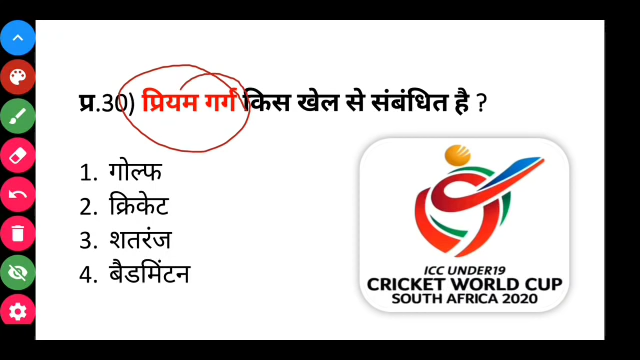 प्र.30) प्रियम गर्ग किस खेल से संबंधित है ?
1. गोल्फ
2. क्रिकेट
3. शतरंज
4. बैडमिंटन
ICC UNDER19
CRICKET WORLD CUP
SOUTH AFRICA 2020